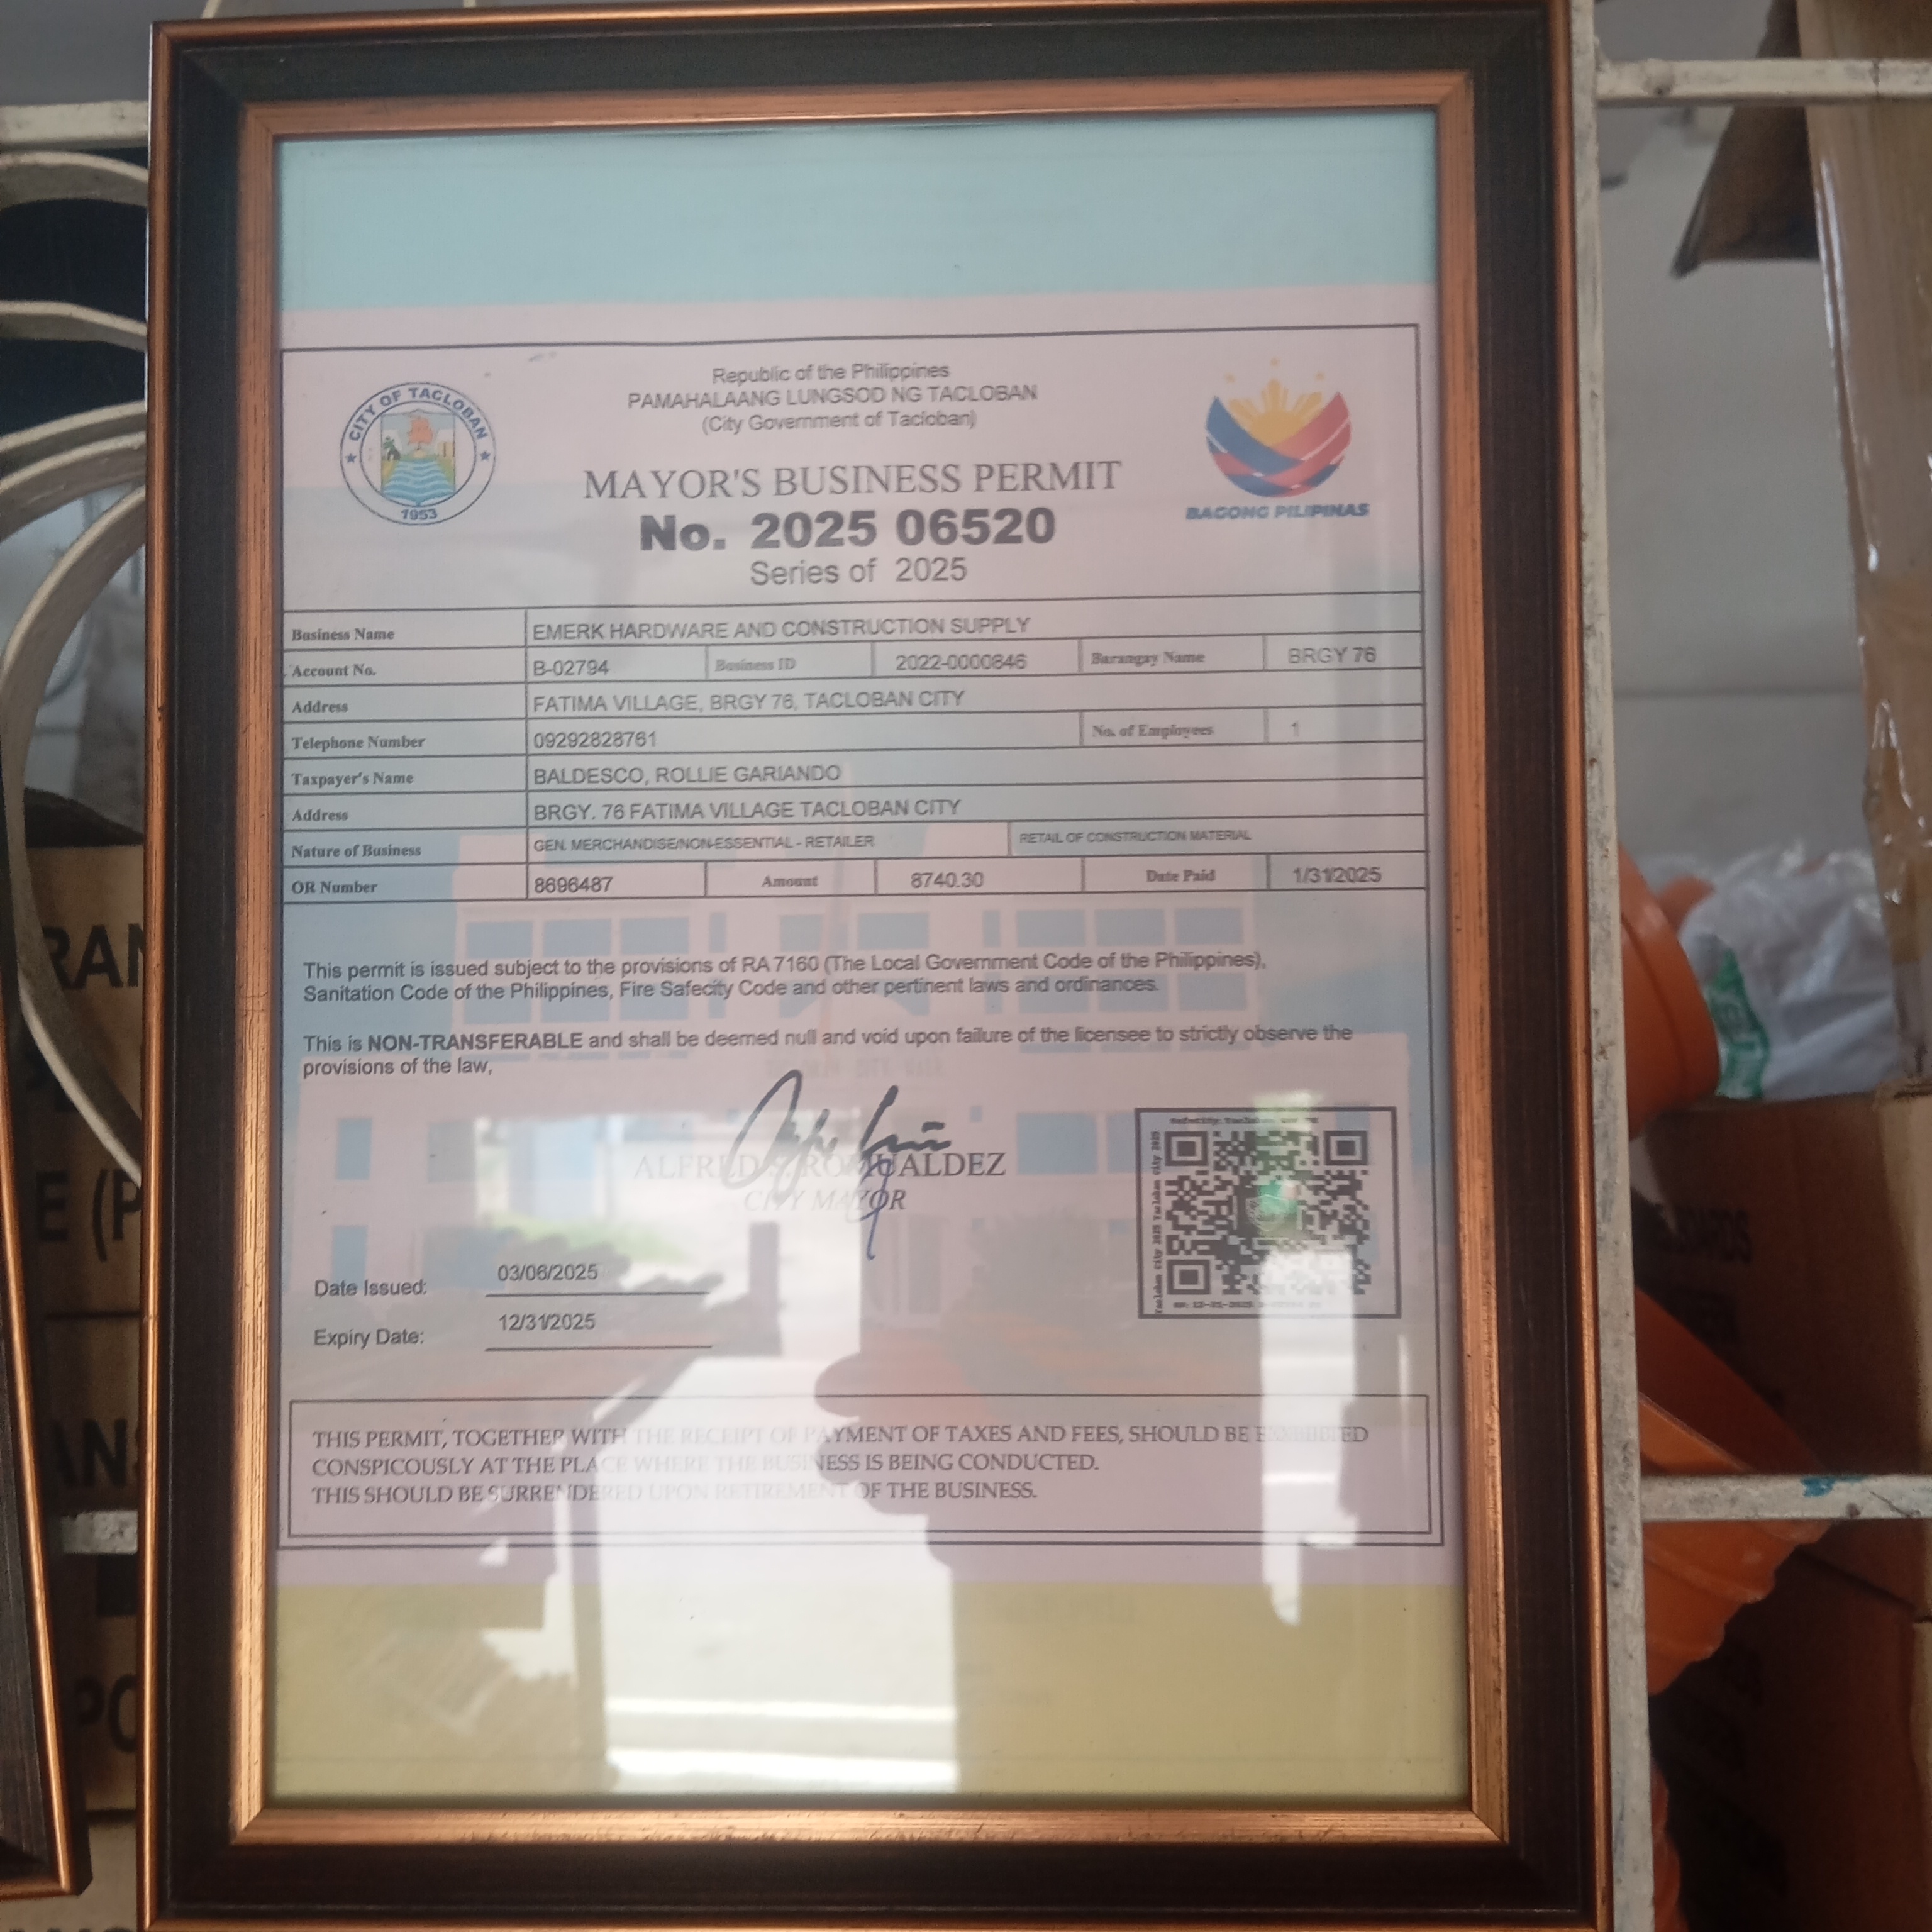 CITY OF TACLOBAN
1953
Republic of the Philippines
PAMAHALAANG LUNGSOD NG TACLOBAN
(City Government of Tacloban)
BAGONG PILIPINAS
MAYOR'S BUSINESS PERMIT
No. 2025 06520
Series of 2025
Business Name EMERK HARDWARE AND CONSTRUCTION SUPPLY
Account No. B-02794 Business ID 2022-0000846 Barangay Name BRGY 76
Address FATIMA VILLAGE, BRGY 76, TACLOBAN CITY
Telephone Number 09292828761 No. of Employees 1
Taxpayer's Name BALDESCO, ROLLIE GARIANDO
Address BRGY. 76 FATIMA VILLAGE TACLOBAN CITY
Nature of Business GEN. MERCHANDISE/NON-ESSENTIAL - RETAILER RETAIL OF CONSTRUCTION MATERIAL
OR Number 8696487 Amount 8740.30 Date Paid 1/31/2025
This permit is issued subject to the provisions of RA 7160 (The Local Government Code of the Philippines),
Sanitation Code of the Philippines, Fire Safecity Code and other pertinent laws and ordinances.
This is NON-TRANSFERABLE and shall be deemed null and void upon failure of the licensee to strictly observe the
provisions of the law,
ALFRED S. ROMUALDEZ
CITY MAYOR
Date Issued: 03/06/2025
Expiry Date: 12/31/2025
Tacloban City 2025 Tacloban City 2025
THIS PERMIT, TOGETHER WITH THE RECEIPT OF PAYMENT OF TAXES AND FEES, SHOULD BE EXHIBITED
CONSPICOUSLY AT THE PLACE WHERE THE BUSINESS IS BEING CONDUCTED.
THIS SHOULD BE SURRENDERED UPON RETIREMENT OF THE BUSINESS.